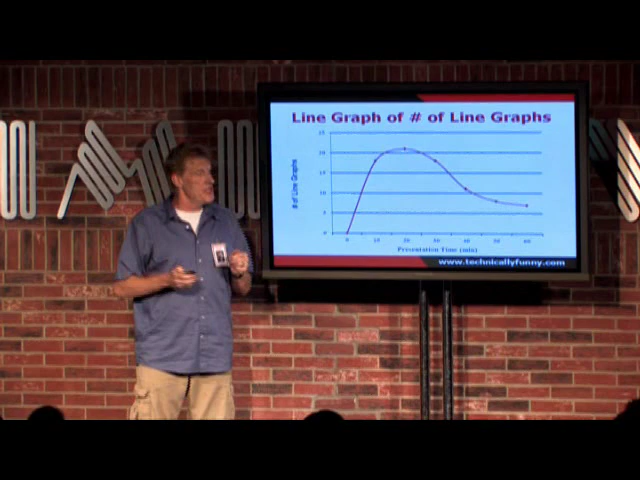 Line Graph of # of Line Graphs
25
20
15
10
5
0
# of Line Graphs
0 10 20 30 40 50 60
Presentation Time (min)
www.technicallyfunny.com